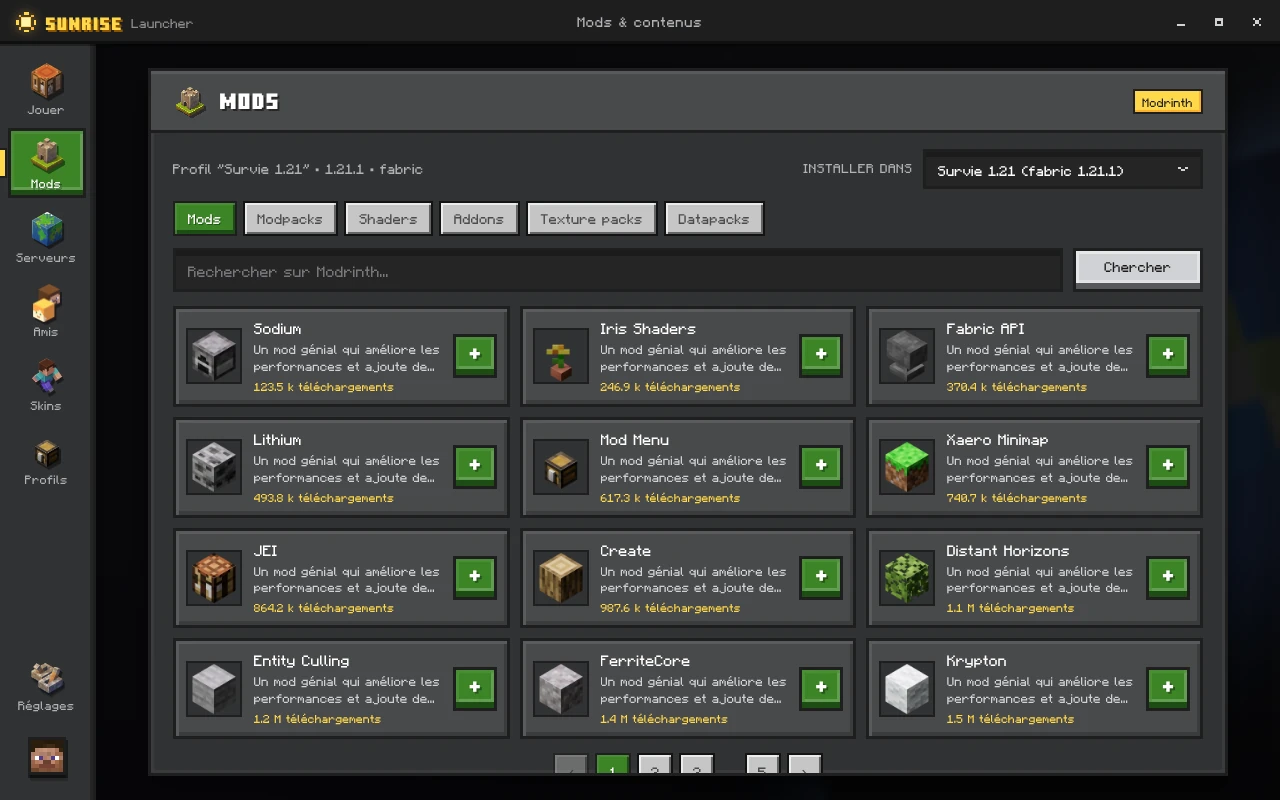 SUNRISE Launcher
Mods & contenus
Jouer
Mods
Serveurs
Amis
Skins
Profils
Réglages
MODS
Modrinth
Profil "Survie 1.21" • 1.21.1 • fabric
INSTALLER DANS
Survie 1.21 (fabric 1.21.1)
Mods
Modpacks
Shaders
Addons
Texture packs
Datapacks
Rechercher sur Modrinth...
Chercher
Sodium
Un mod génial qui améliore les
performances et ajoute de...
123.5 k téléchargements
+
Iris Shaders
Un mod génial qui améliore les
performances et ajoute de...
246.9 k téléchargements
+
Fabric API
Un mod génial qui améliore les
performances et ajoute de...
370.4 k téléchargements
+
Lithium
Un mod génial qui améliore les
performances et ajoute de...
493.8 k téléchargements
+
Mod Menu
Un mod génial qui améliore les
performances et ajoute de...
617.3 k téléchargements
+
Xaero Minimap
Un mod génial qui améliore les
performances et ajoute de...
740.7 k téléchargements
+
JEI
Un mod génial qui améliore les
performances et ajoute de...
864.2 k téléchargements
+
Create
Un mod génial qui améliore les
performances et ajoute de...
987.6 k téléchargements
+
Distant Horizons
Un mod génial qui améliore les
performances et ajoute de...
1.1 M téléchargements
+
Entity Culling
Un mod génial qui améliore les
performances et ajoute de...
1.2 M téléchargements
+
FerriteCore
Un mod génial qui améliore les
performances et ajoute de...
1.4 M téléchargements
+
Krypton
Un mod génial qui améliore les
performances et ajoute de...
1.5 M téléchargements
+